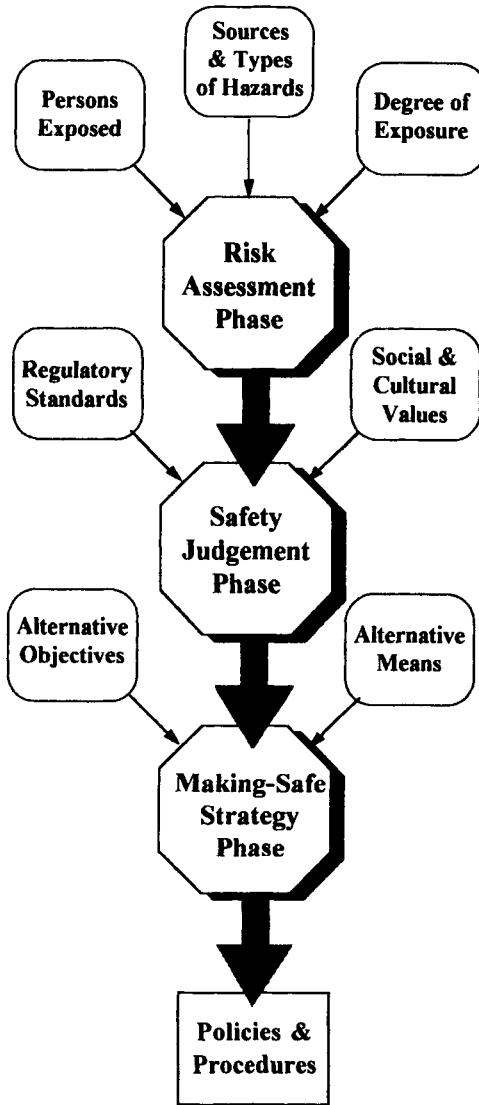 Sources
& Types
of Hazards
Persons
Exposed
Degree of
Exposure
Risk
Assessment
Phase
Regulatory
Standards
Social &
Cultural
Values
Safety
Judgement
Phase
Alternative
Objectives
Alternative
Means
Making-Safe
Strategy
Phase
Policies &
Procedures